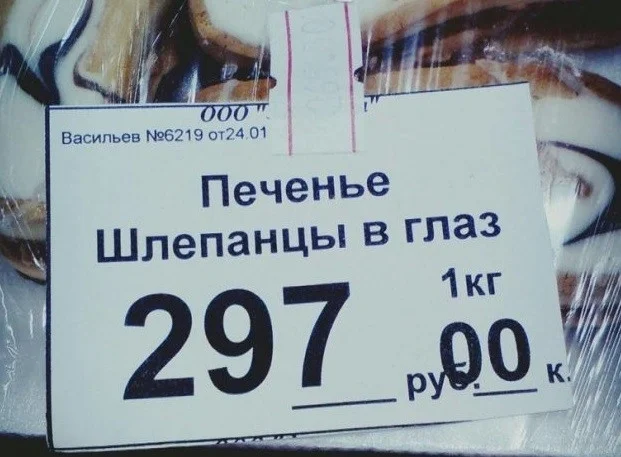 ООО "
Васильев №6219 от24.01
Печенье
Шлепанцы в глаз
1кг
297 руб. 00 к.